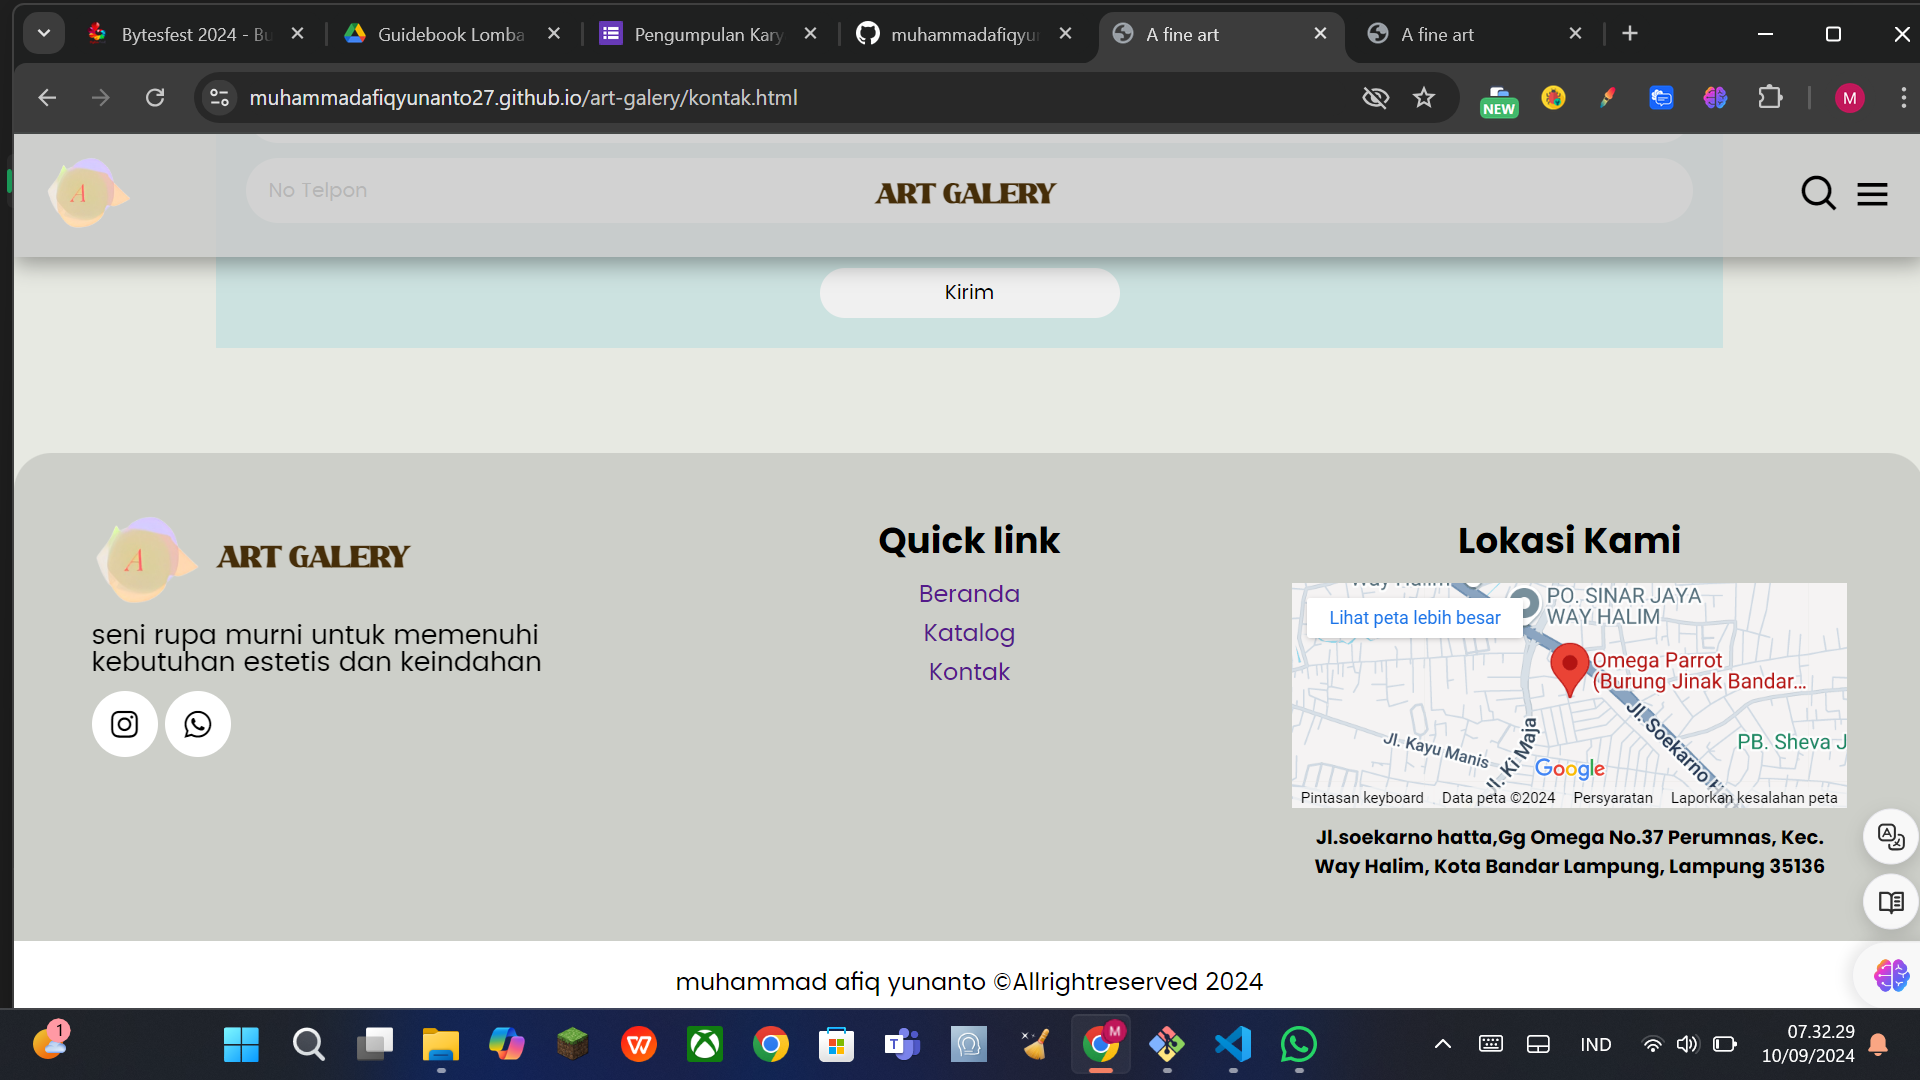 Bytesfest 2024 - Bu
Guidebook Lomba
Pengumpulan Kary
muhammadafiqyun
A fine art
A fine art
muhammadafiqyunanto27.github.io/art-galery/kontak.html
NEW
M
A
No Telpon
ART GALERY
Kirim
A
ART GALERY
seni rupa murni untuk memenuhi
kebutuhan estetis dan keindahan
Quick link
Beranda
Katalog
Kontak
Lokasi Kami
Way Halim
Lihat peta lebih besar
PO. SINAR JAYA
WAY HALIM
Omega Parrot
(Burung Jinak Bandar...
Jl. Soekarno
PB. Sheva J
Jl. Kayu Manis
Jl. Ki Maja
Google
Pintasan keyboard
Data peta ©2024
Persyaratan
Laporkan kesalahan peta
Jl.soekarno hatta,Gg Omega No.37 Perumnas, Kec.
Way Halim, Kota Bandar Lampung, Lampung 35136
muhammad afiq yunanto ©Allrightreserved 2024
1
M
IND
07.32.29
10/09/2024